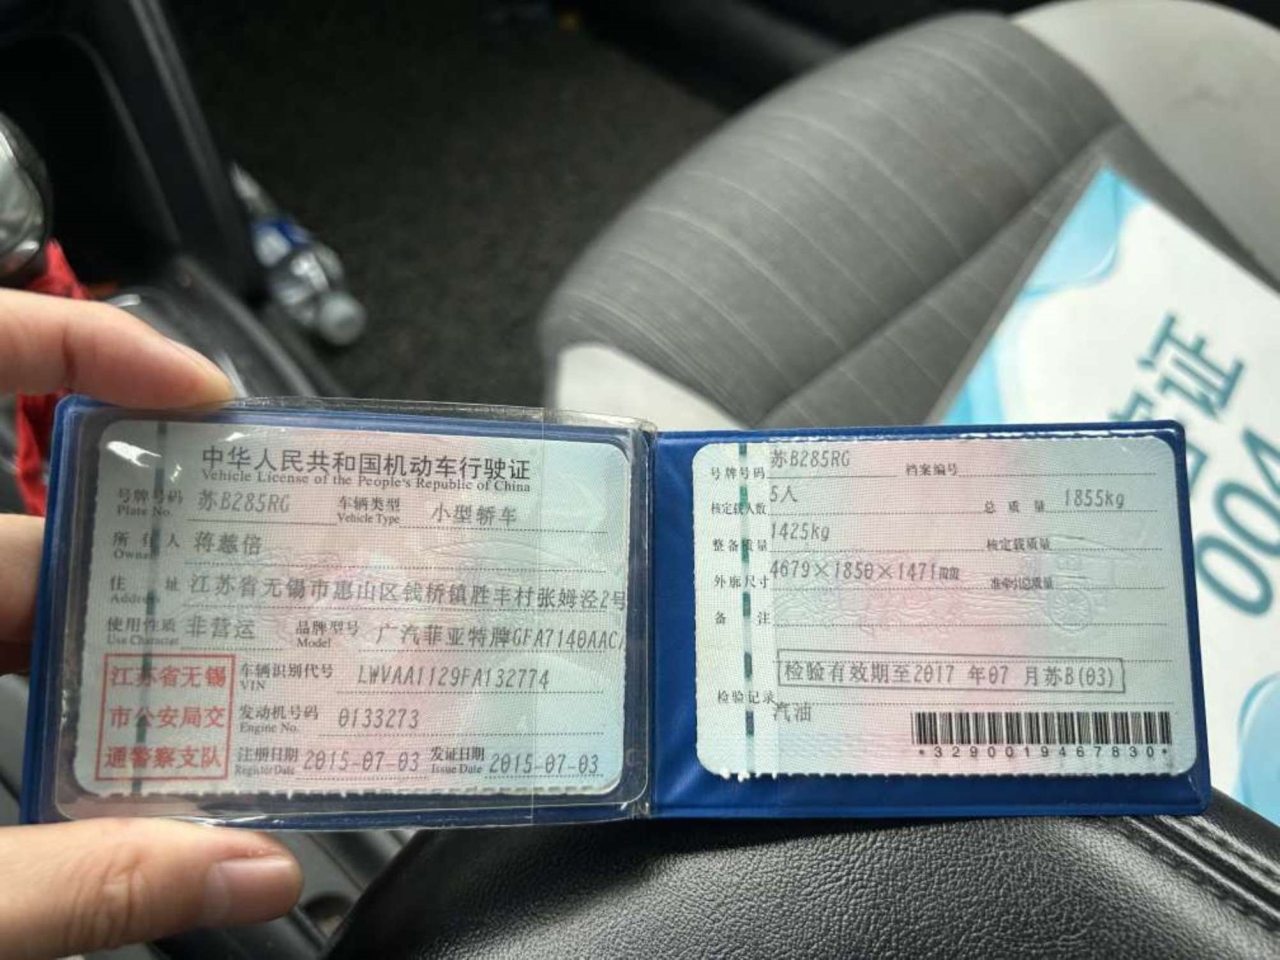 中华人民共和国机动车行驶证
Vehicle License of the People's Republic of China
号牌号码 苏B285RG 车辆类型 小型轿车
Plate No. Vehicle Type
所有人 蒋慈倍
Owner
住址 江苏省无锡市惠山区钱桥镇胜丰村张姆泾2号
Address
使用性质 非营运 品牌型号 广汽菲亚特牌GFA7140AAC
Use Character Model
江苏省无锡
市公安局交
通警察支队
车辆识别代号 LWVAA1129FA132774
VIN
发动机号码 0133273
Engine No.
注册日期 2015-07-03 发证日期 2015-07-03
Register Date Issue Date
号牌号码 苏B285RG 档案编号
核定载人数 5人 总质量 1855kg
整备质量 1425kg 核定载质量
外廓尺寸 4679×1850×1471mm 准牵引总质量
备注
检验有效期至2017 年07 月苏B(03)
检验记录
汽油
*3290019467830*
证
004